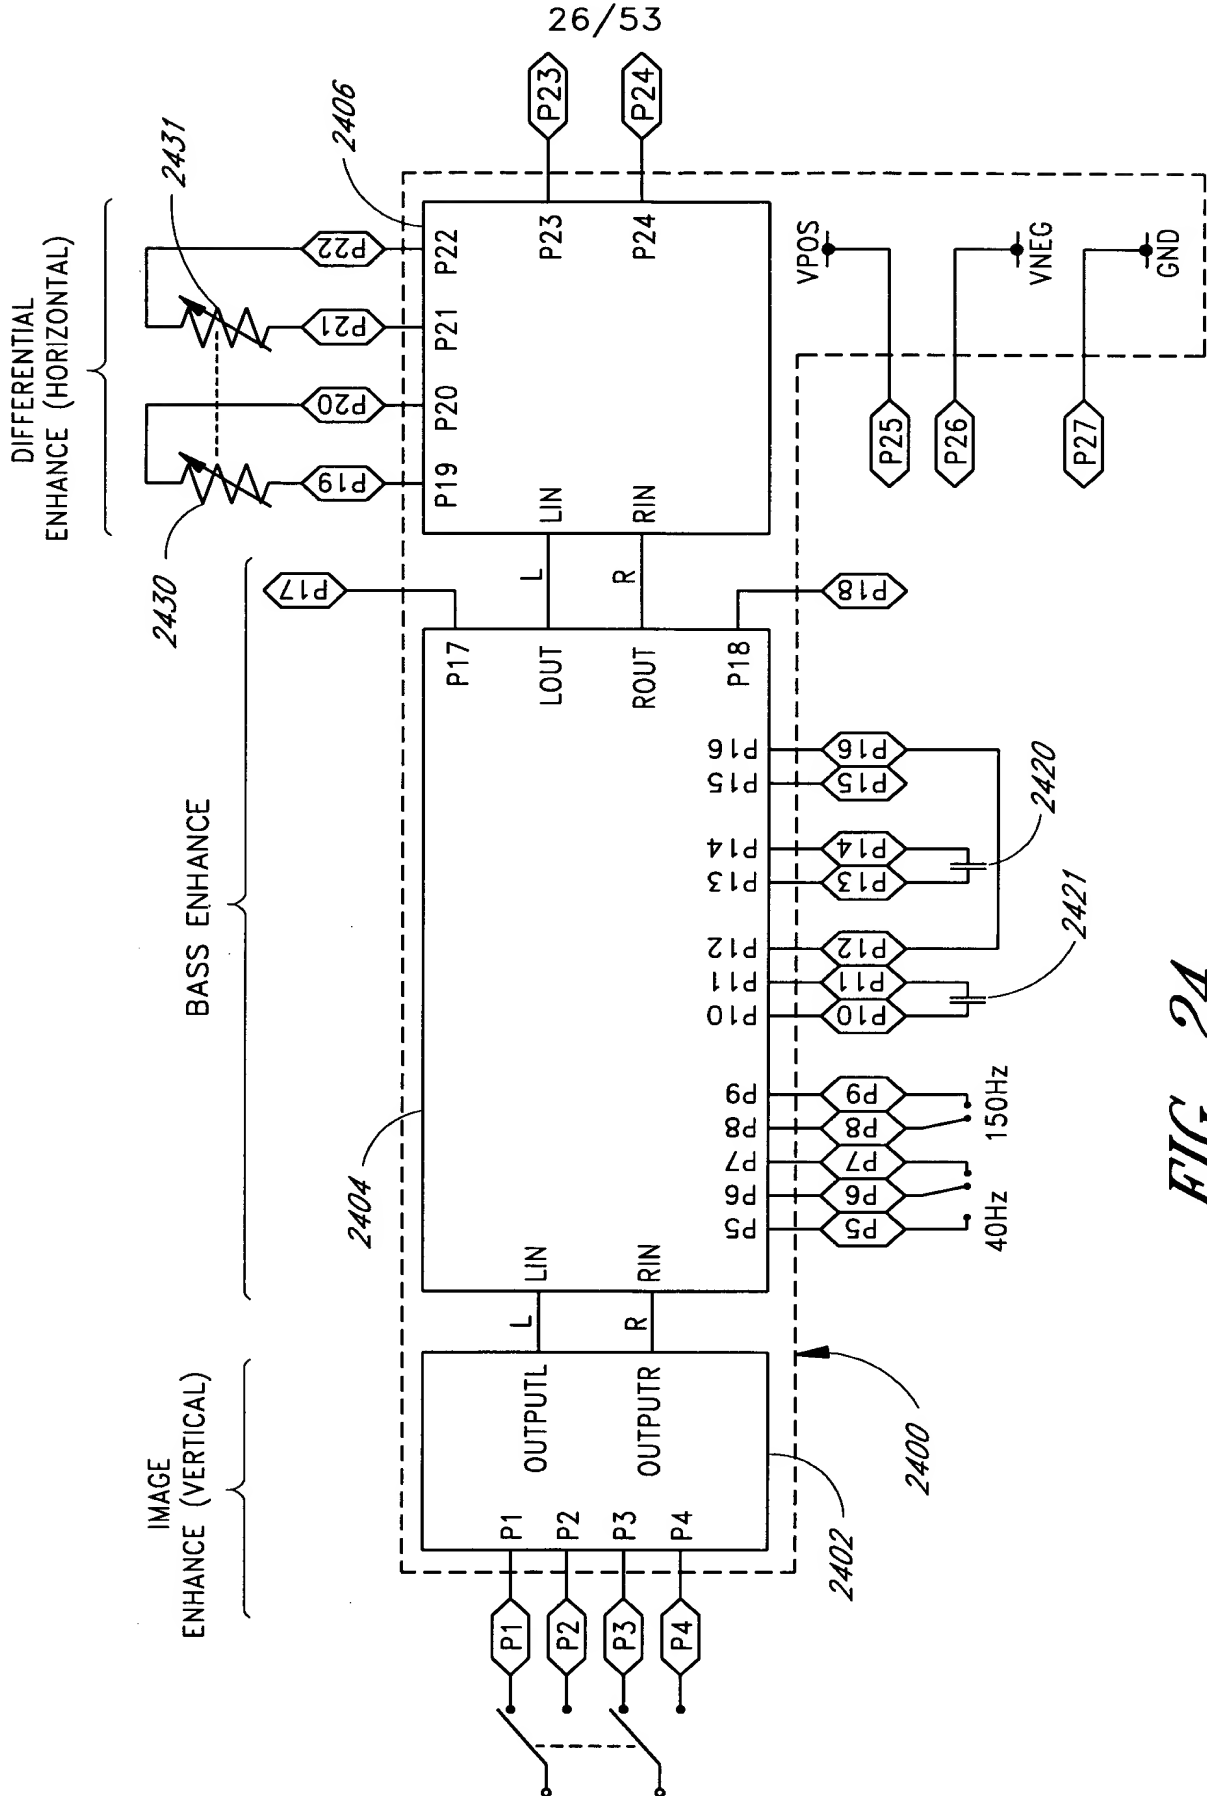 26/53
DIFFERENTIAL
ENHANCE (HORIZONTAL)
2430
2431
2406
P19
P20
P21
P22
P19
P20
P21
P22
LIN
RIN
P23
P24
P23
P24
L
R
BASS ENHANCE
P17
P17
LOUT
ROUT
P18
P18
2404
LIN
RIN
P5
P6
P7
P8
P9
P10
P11
P12
P13
P14
P15
P16
P5
P6
P7
P8
P9
P10
P11
P12
P13
P14
P15
P16
40Hz
150Hz
2421
2420
L
R
IMAGE
ENHANCE (VERTICAL)
OUTPUTL
OUTPUTR
P1
P2
P3
P4
P1
P2
P3
P4
2402
2400
VPOS
VNEG
GND
P25
P26
P27
FIG. 24